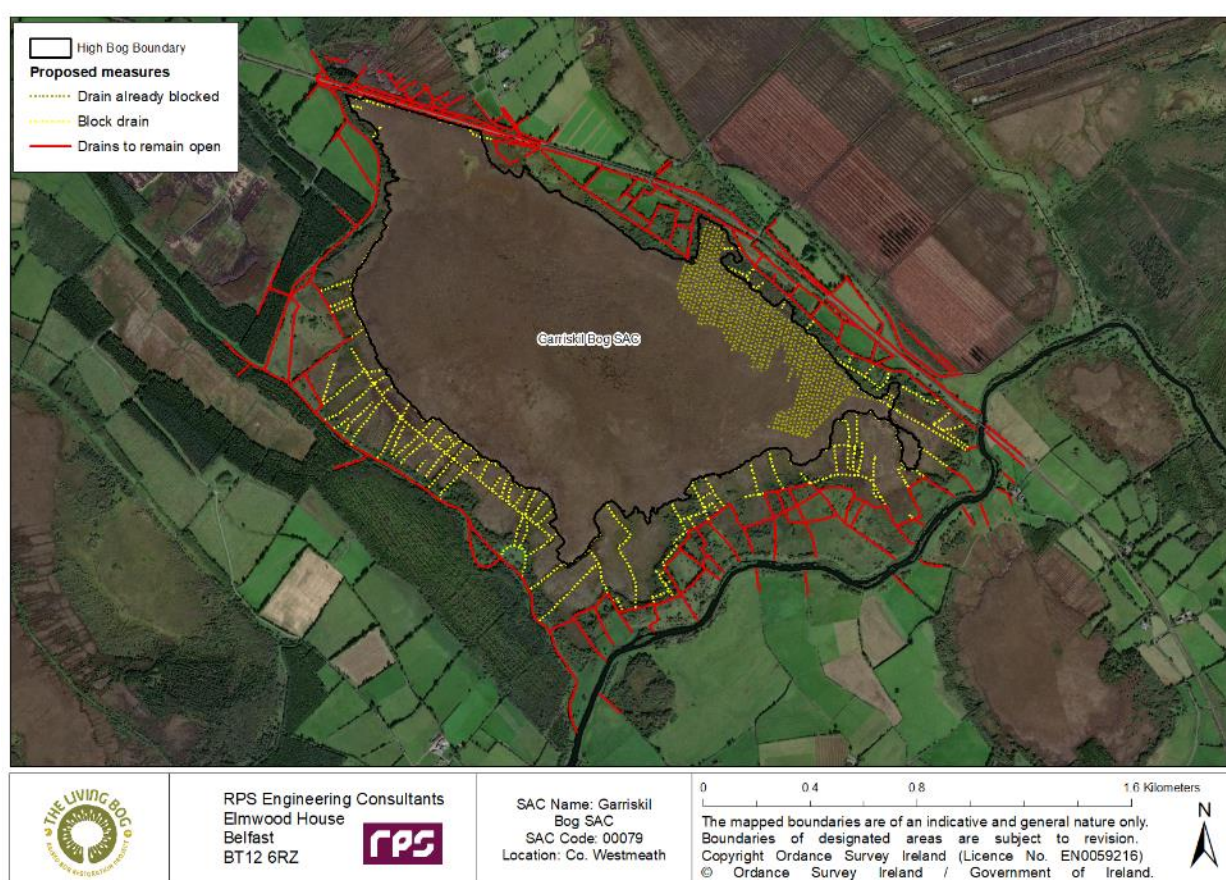 High Bog Boundary
Proposed measures
Drain already blocked
Block drain
Drains to remain open
Garriskil Bog SAC
THE LIVING BOG
RAISED BOG RESTORATION PROJECT
RPS Engineering Consultants
Elmwood House
Belfast
BT12 6RZ
rps
SAC Name: Garriskil
Bog SAC
SAC Code: 00079
Location: Co. Westmeath
0 0.4 0.8 1.6 Kilometers
The mapped boundaries are of an indicative and general nature only.
Boundaries of designated areas are subject to revision.
Copyright Ordance Survey Ireland (Licence No. EN0059216)
© Ordance Survey Ireland / Government of Ireland.
N